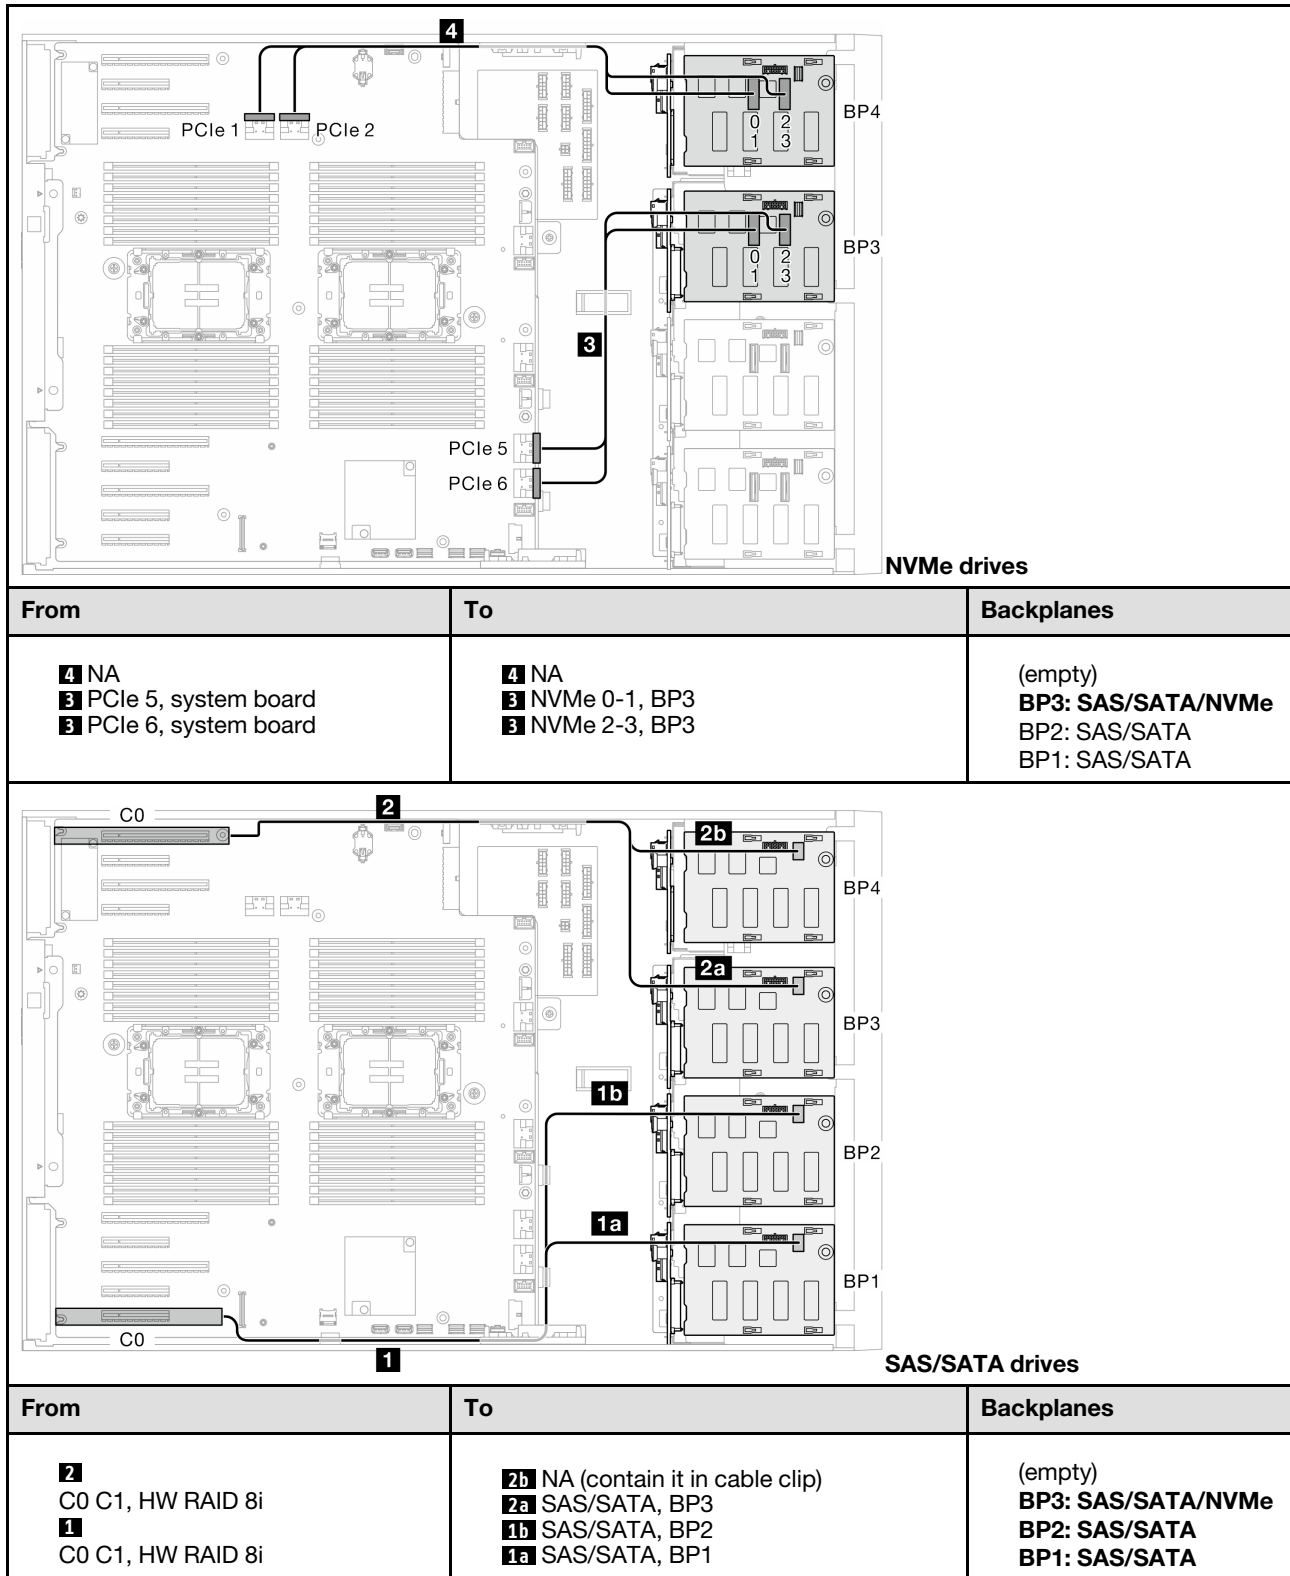 4
PCIe 1
PCIe 2
0 2
1 3
BP4
0 2
1 3
BP3
3
PCIe 5
PCIe 6
NVMe drives
From To Backplanes
4 NA 4 NA (empty)
3 PCIe 5, system board 3 NVMe 0-1, BP3 BP3: SAS/SATA/NVMe
3 PCIe 6, system board 3 NVMe 2-3, BP3 BP2: SAS/SATA
BP1: SAS/SATA
C0
2
2b
BP4
2a
BP3
1b
BP2
1a
BP1
C0
1
SAS/SATA drives
From To Backplanes
2 2b NA (contain it in cable clip) (empty)
C0 C1, HW RAID 8i 2a SAS/SATA, BP3 BP3: SAS/SATA/NVMe
1 1b SAS/SATA, BP2 BP2: SAS/SATA
C0 C1, HW RAID 8i 1a SAS/SATA, BP1 BP1: SAS/SATA